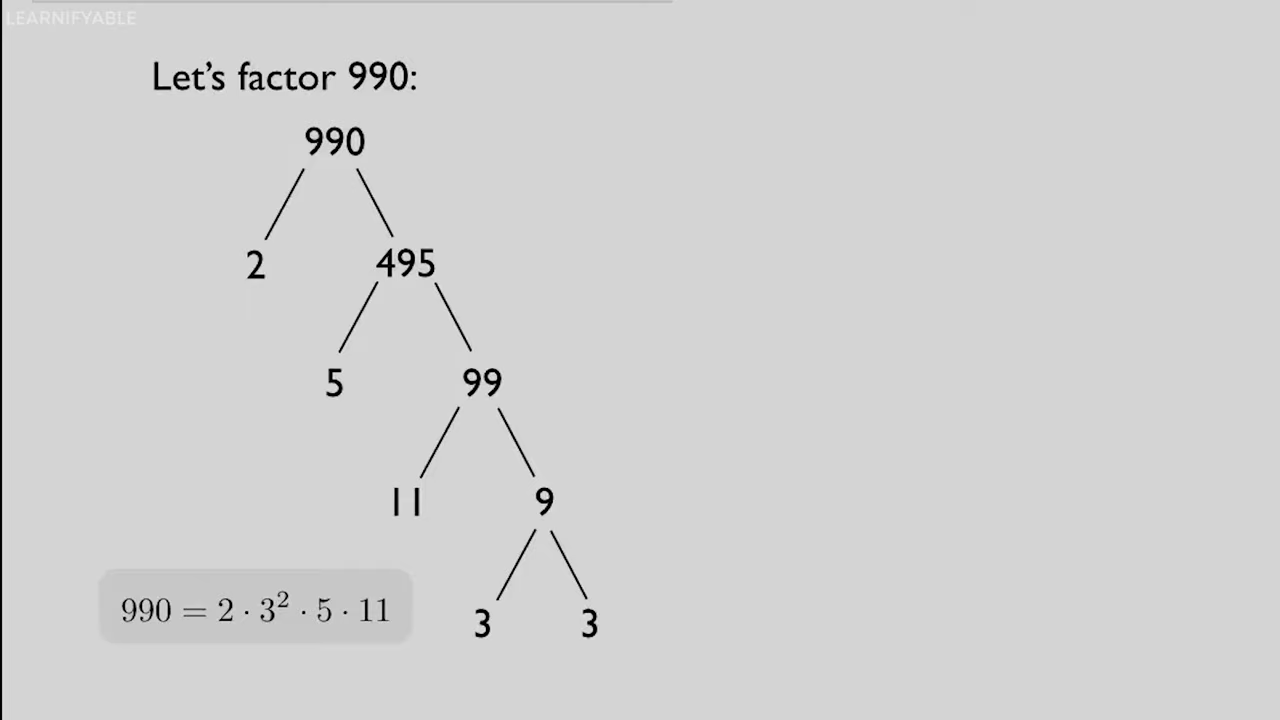 LEARNIFYABLE
Let's factor 990:
990
2 495
5 99
11 9
3 3
990 = 2 · 3² · 5 · 11